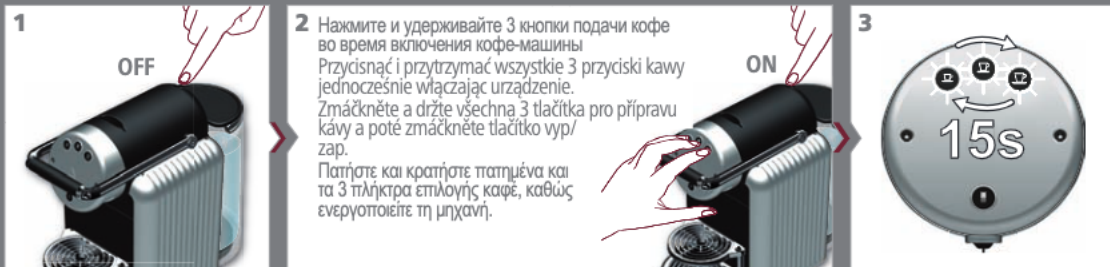 1
OFF
2
Нажмите и удерживайте 3 кнопки подачи кофе
во время включения кофе-машины
Przycisnąć i przytrzymać wszystkie 3 przyciski kawy
jednocześnie włączając urządzenie.
Zmáčkněte a držte všechna 3 tlačítka pro přípravu
kávy a poté zmáčkněte tlačítko vyp/
zap.
Πατήστε και κρατήστε πατημένα και
τα 3 πλήκτρα επιλογής καφέ, καθώς
ενεργοποιείτε τη μηχανή.
ON
3
15s